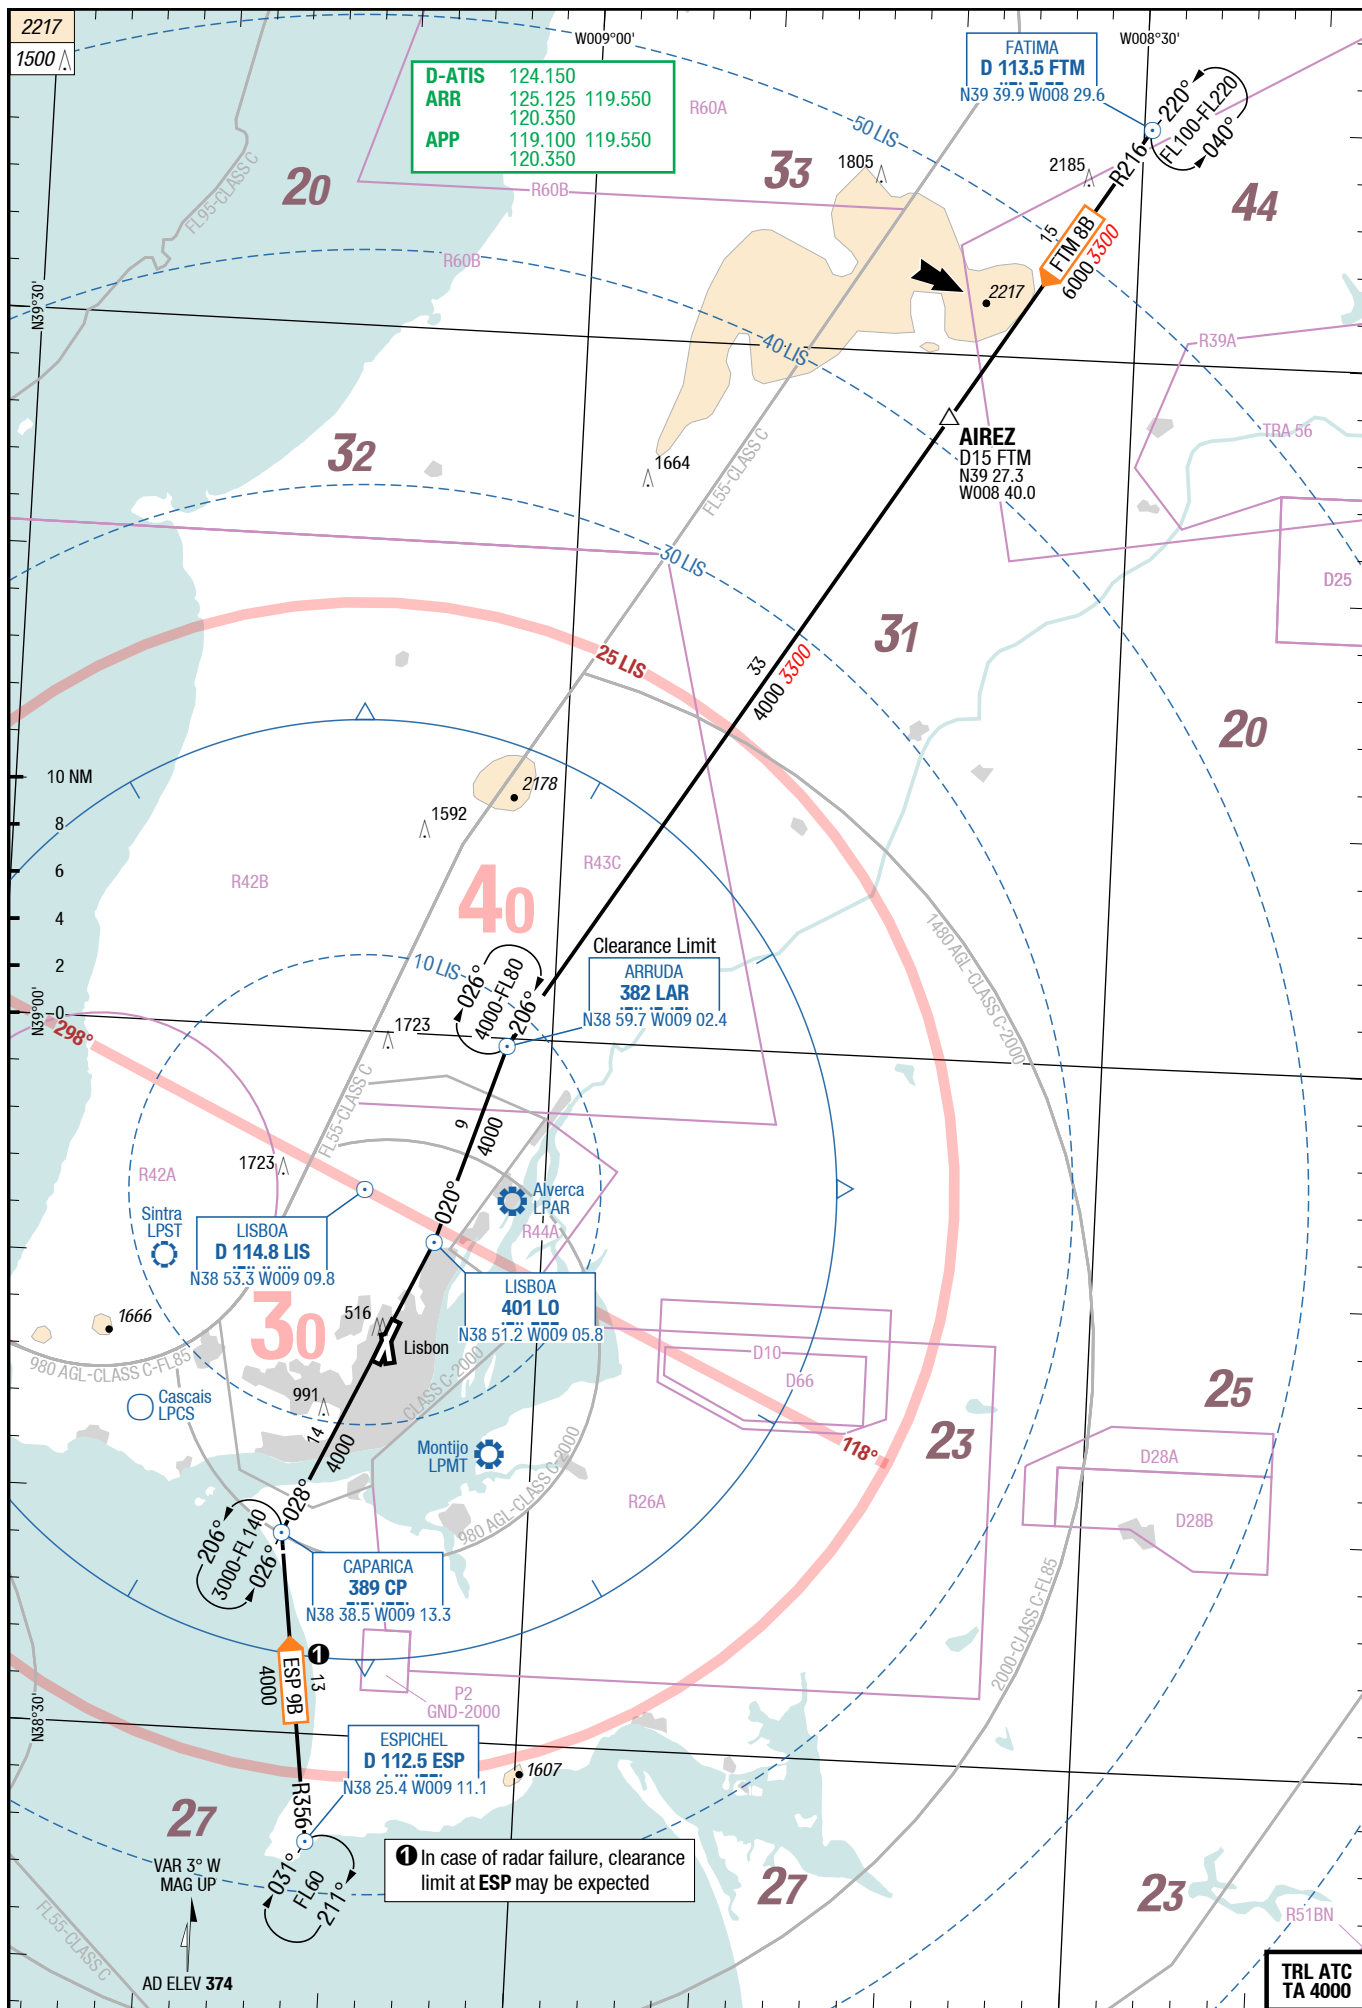 2217
1500
W009°00'
W008°30'
FATIMA
D 113.5 FTM
N39 39.9 W008 29.6
D-ATIS 124.150
ARR 125.125 119.550
120.350
APP 119.100 119.550
120.350
R60A
50 LIS
220°
FL100-FL220
040°
R216
1805
33
2185
20
R60B
44
FL95-CLASS C
15
FTM 8B
6000 3300
R60B
N39°30'
2217
40 LIS
R39A
AIREZ
D15 FTM
N39 27.3
W008 40.0
TRA 56
32
1664
FL55-CLASS C
30 LIS
D25
31
25 LIS
33
4000 3300
20
10 NM
8
6
4
2
0
2178
1592
R42B
R43C
40
1480 AGL-CLASS C-2000
Clearance Limit
10 LIS
026°
4000-FL80
206°
ARRUDA
382 LAR
N38 59.7 W009 02.4
N39°00'
298°
1723
FL55-CLASS C
9
4000
1723
R42A
020°
Alverca
LPAR
R44A
Sintra
LPST
LISBOA
D 114.8 LIS
N38 53.3 W009 09.8
LISBOA
401 LO
N38 51.2 W009 05.8
30
516
Lisbon
1666
980 AGL-CLASS C-FL85
D10
D66
Cascais
LPCS
991
CLASS C-2000
25
23
118°
14
4000
Montijo
LPMT
D28A
980 AGL-CLASS C-2000
R26A
D28B
028°
206°
3000-FL140
026°
CAPARICA
389 CP
N38 38.5 W009 13.3
2000-CLASS C-FL85
1
ESP 9B
13
4000
P2
GND-2000
N38°30'
ESPICHEL
D 112.5 ESP
N38 25.4 W009 11.1
1607
R356
27
VAR 3° W
MAG UP
031°
FL60
211°
1 In case of radar failure, clearance
limit at ESP may be expected
27
23
R51BN
FL55-CLASS C
AD ELEV 374
TRL ATC
TA 4000